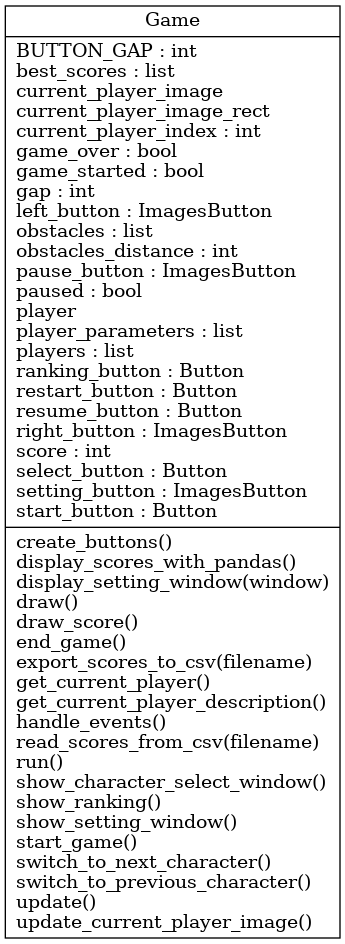 Game
BUTTON_GAP : int
best_scores : list
current_player_image
current_player_image_rect
current_player_index : int
game_over : bool
game_started : bool
gap : int
left_button : ImagesButton
obstacles : list
obstacles_distance : int
pause_button : ImagesButton
paused : bool
player
player_parameters : list
players : list
ranking_button : Button
restart_button : Button
resume_button : Button
right_button : ImagesButton
score : int
select_button : Button
setting_button : ImagesButton
start_button : Button
create_buttons()
display_scores_with_pandas()
display_setting_window(window)
draw()
draw_score()
end_game()
export_scores_to_csv(filename)
get_current_player()
get_current_player_description()
handle_events()
read_scores_from_csv(filename)
run()
show_character_select_window()
show_ranking()
show_setting_window()
start_game()
switch_to_next_character()
switch_to_previous_character()
update()
update_current_player_image()